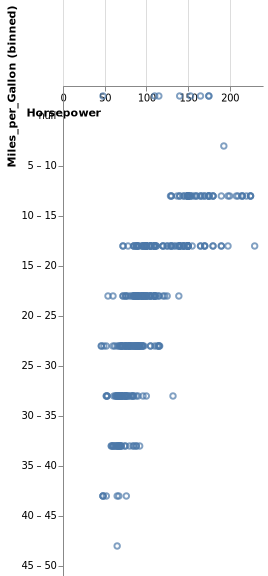 Miles_per_Gallon (binned)
0 50 100 150 200
Horsepower
null
5 – 10
10 – 15
15 – 20
20 – 25
25 – 30
30 – 35
35 – 40
40 – 45
45 – 50